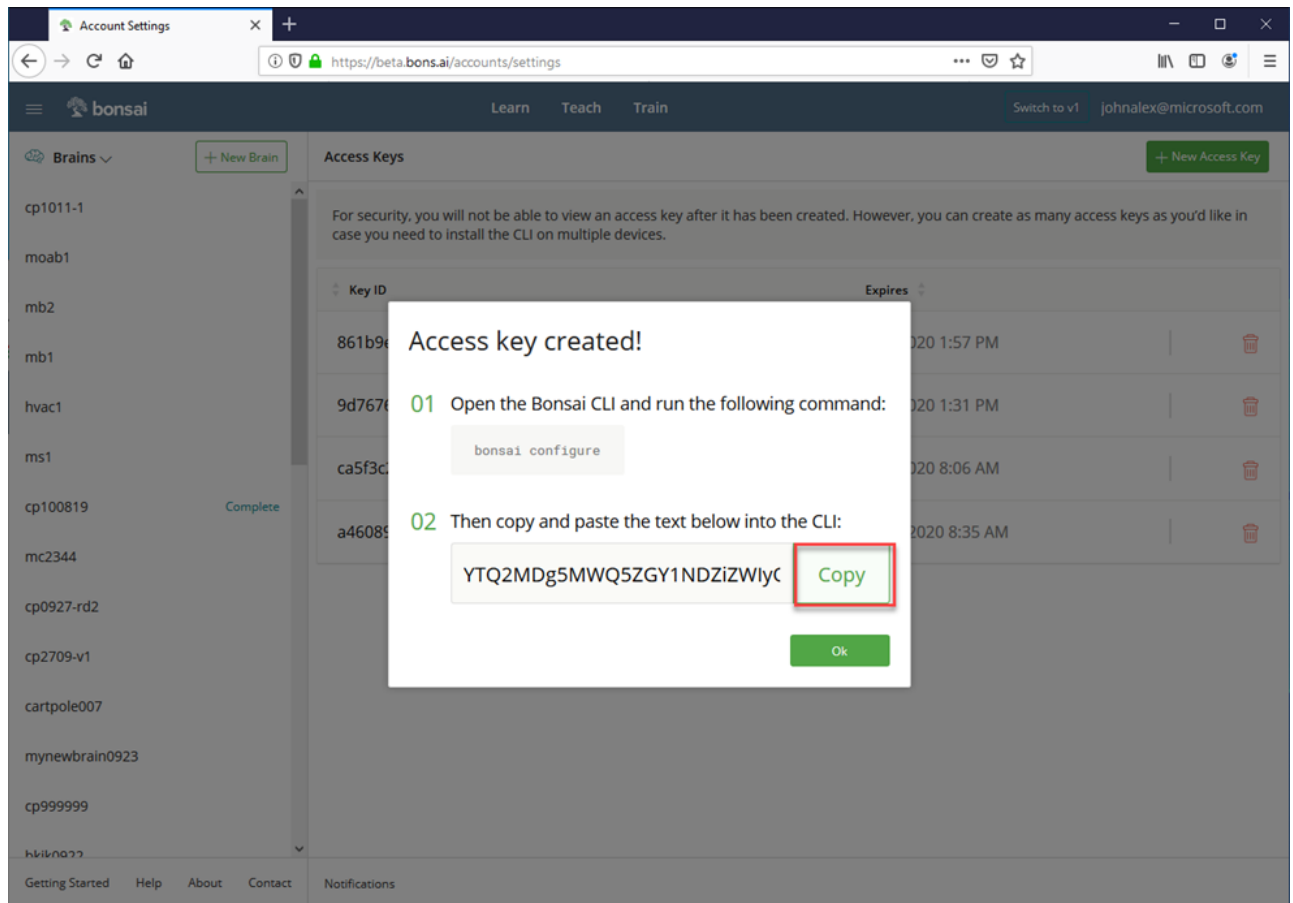 Account Settings
https://beta.bons.ai/accounts/settings
bonsai
Learn Teach Train
Switch to v1 johnalex@microsoft.com
Brains
+ New Brain
Access Keys
+ New Access Key
cp1011-1
moab1
mb2
mb1
hvac1
ms1
cp100819 Complete
mc2344
cp0927-rd2
cp2709-v1
cartpole007
mynewbrain0923
cp999999
bkik0922
For security, you will not be able to view an access key after it has been created. However, you can create as many access keys as you'd like in
case you need to install the CLI on multiple devices.
Key ID Expires
861b9e 020 1:57 PM
9d7676 020 1:31 PM
ca5f3c 020 8:06 AM
a46089 2020 8:35 AM
Access key created!
01 Open the Bonsai CLI and run the following command:
bonsai configure
02 Then copy and paste the text below into the CLI:
YTQ2MDg5MWQ5ZGY1NDZiZWIy Copy
Ok
Getting Started Help About Contact
Notifications